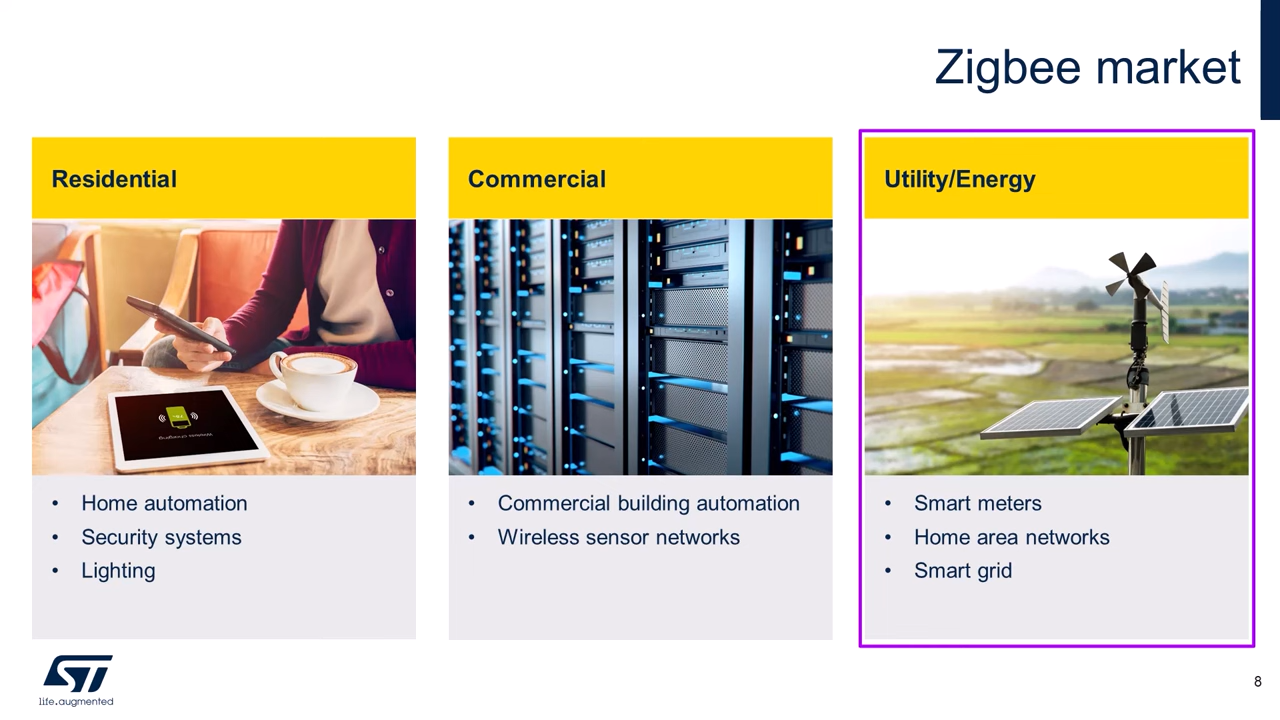 Zigbee market
Residential
Commercial
Utility/Energy
• Home automation
• Security systems
• Lighting
• Commercial building automation
• Wireless sensor networks
• Smart meters
• Home area networks
• Smart grid
ST
life.augmented
8